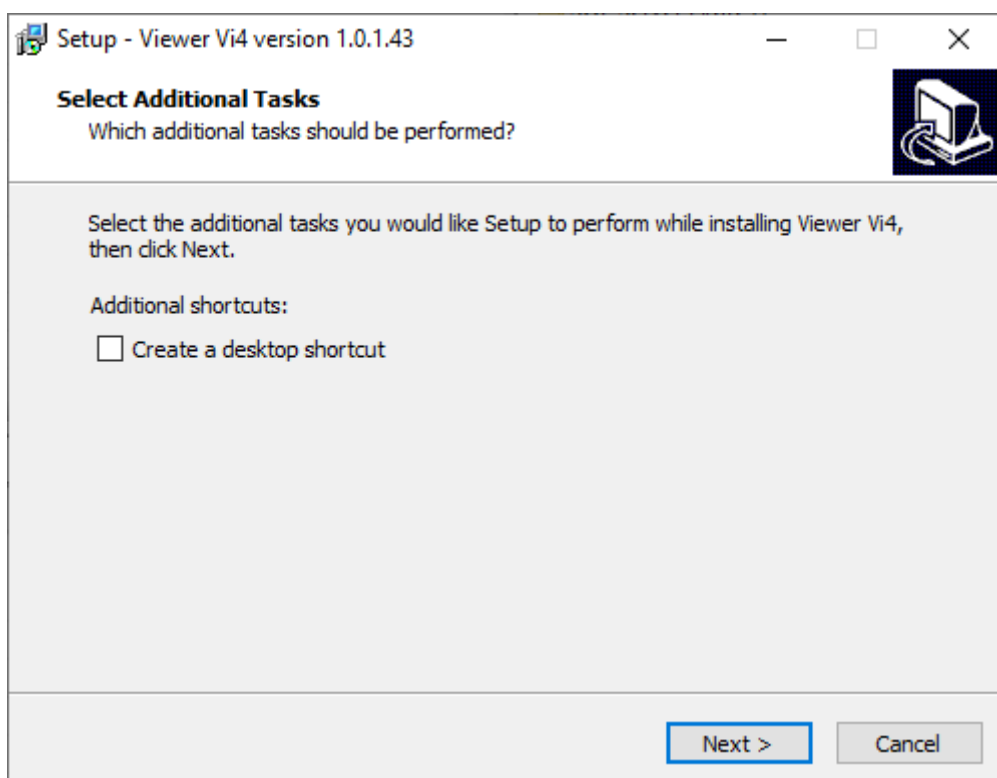 Setup - Viewer Vi4 version 1.0.1.43
Select Additional Tasks
Which additional tasks should be performed?
Select the additional tasks you would like Setup to perform while installing Viewer Vi4,
then click Next.
Additional shortcuts:
Create a desktop shortcut
Next >
Cancel